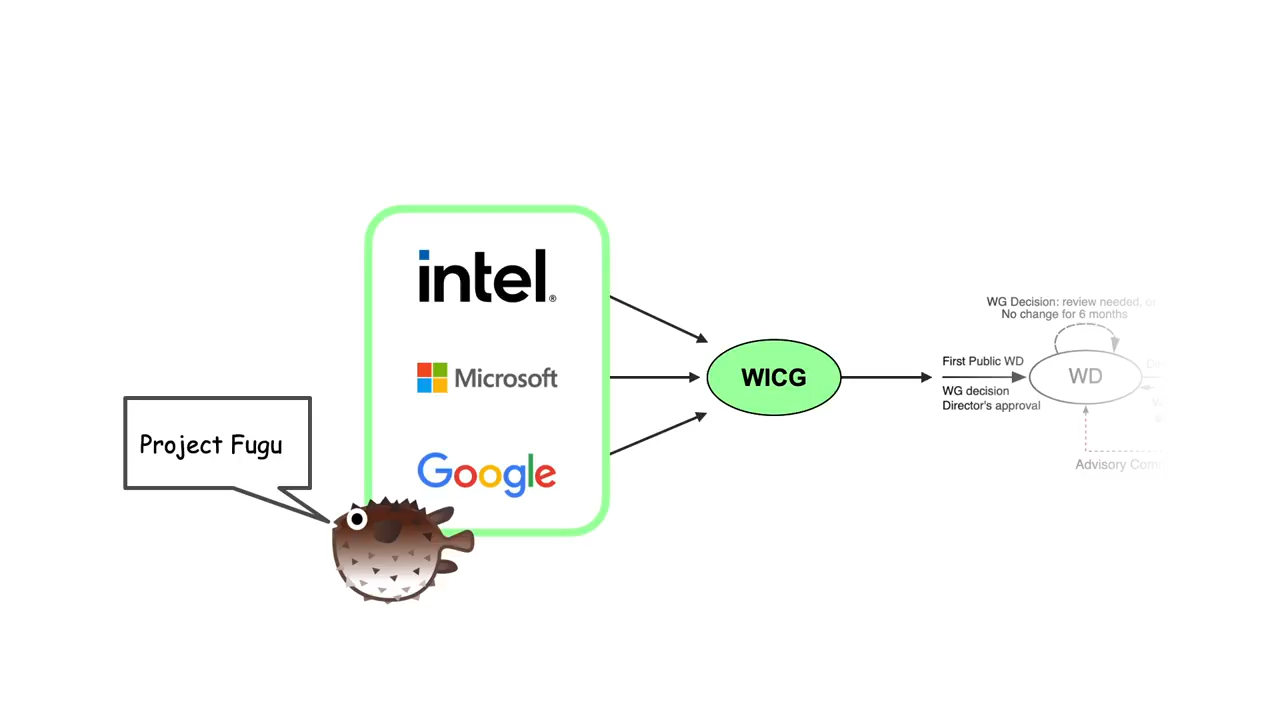 intel®
Microsoft
Google
Project Fugu
WICG
First Public WD
WG decision
Director's approval
WG Decision: review needed, or
No change for 6 months
WD
Advisory